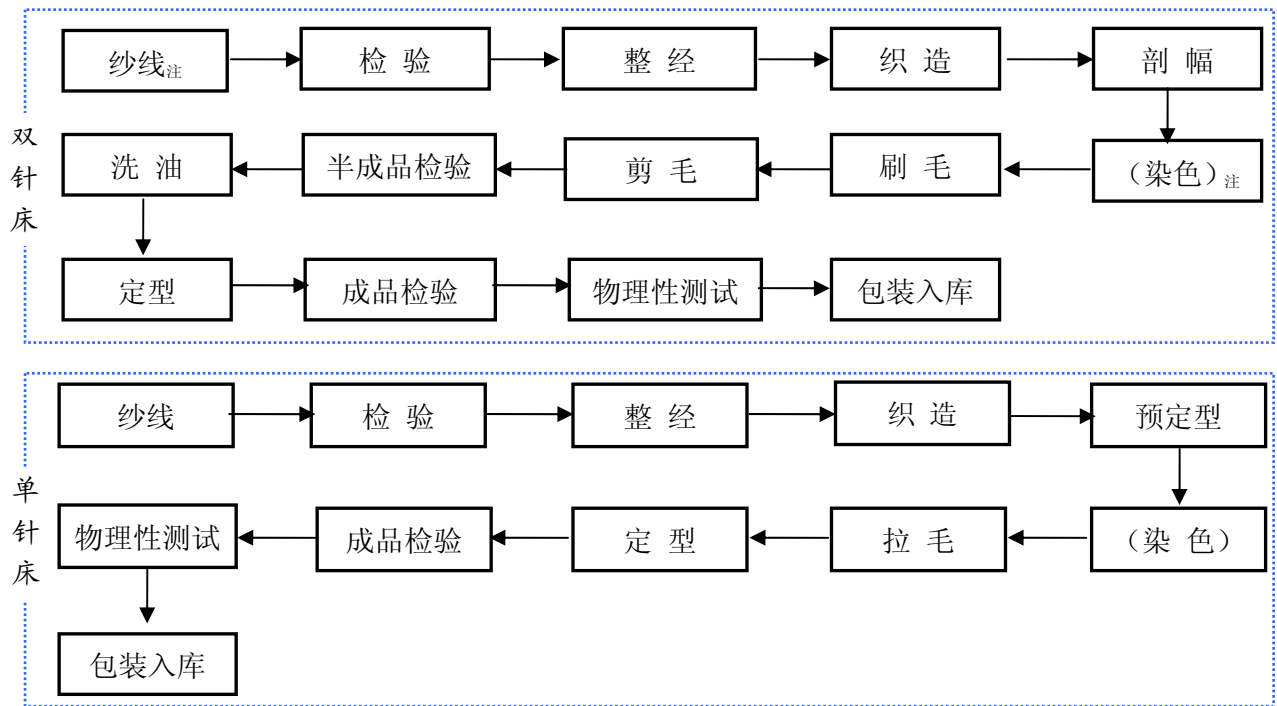 双针床
纱线注 检 验 整 经 织 造 剖 幅
洗 油 半成品检验 剪 毛 刷 毛 （染色）注
定型 成品检验 物理性测试 包装入库
单针床
纱线 检 验 整 经 织 造 预定型
物理性测试 成品检验 定 型 拉 毛 （染 色）
包装入库